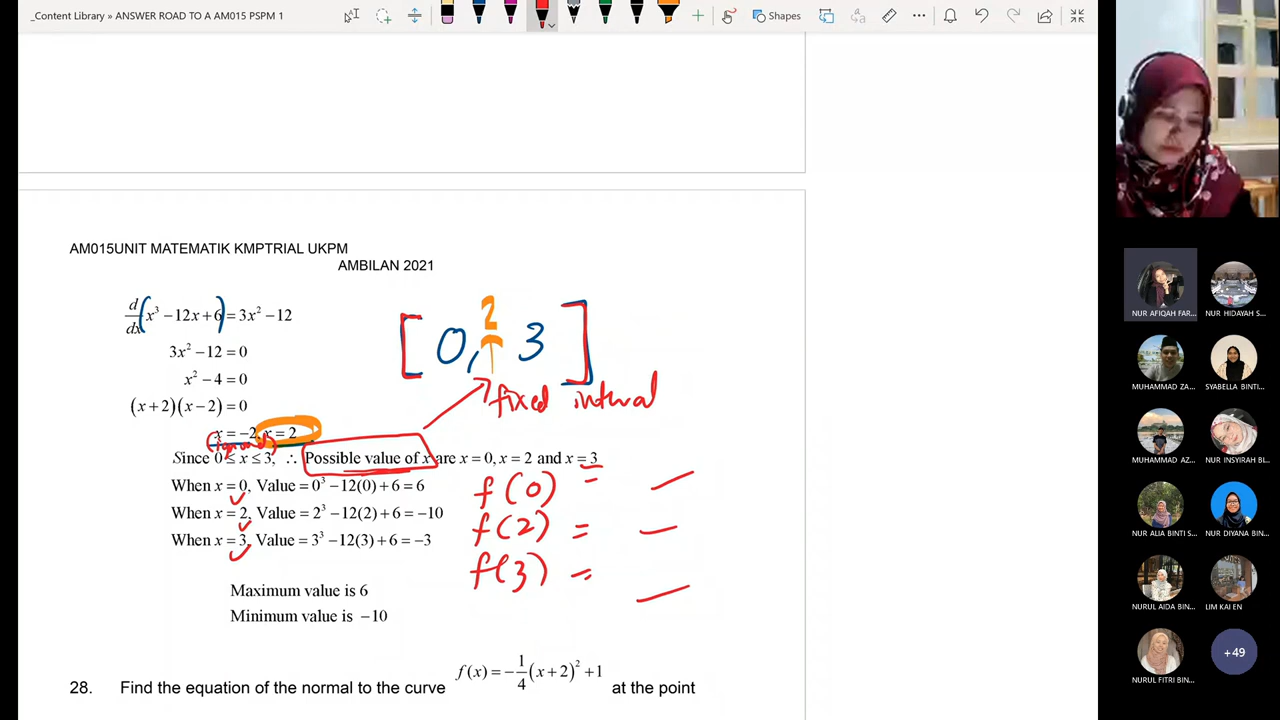 _Content Library » ANSWER ROAD TO A AM015 PSPM 1
Shapes
AM015UNIT MATEMATIK KMPTRIAL UKPM
AMBILAN 2021
d/dx (x³ − 12x + 6) = 3x² − 12
3x² − 12 = 0
x² − 4 = 0
(x + 2)(x − 2) = 0
x = −2, x = 2
[0, 2 3]
fixed interval
(ignored)
Since 0 ≤ x ≤ 3, ∴ Possible value of x are x = 0, x = 2 and x = 3
When x = 0, Value = 0³ − 12(0) + 6 = 6
When x = 2, Value = 2³ − 12(2) + 6 = −10
When x = 3, Value = 3³ − 12(3) + 6 = −3
f(0) =
f(2) =
f(3) =
Maximum value is 6
Minimum value is −10
28. Find the equation of the normal to the curve f(x) = −1/4 (x + 2)² + 1 at the point
NUR AFIQAH FAR...
NUR HIDAYAH S...
MUHAMMAD ZA...
SYABELLA BINTI...
MUHAMMAD AZ...
NUR INSYIRAH BL...
NUR ALIA BINTI S...
NUR DIYANA BIN...
NURUL AIDA BIN...
LIM KAI EN
NURUL FITRI BIN...
+49